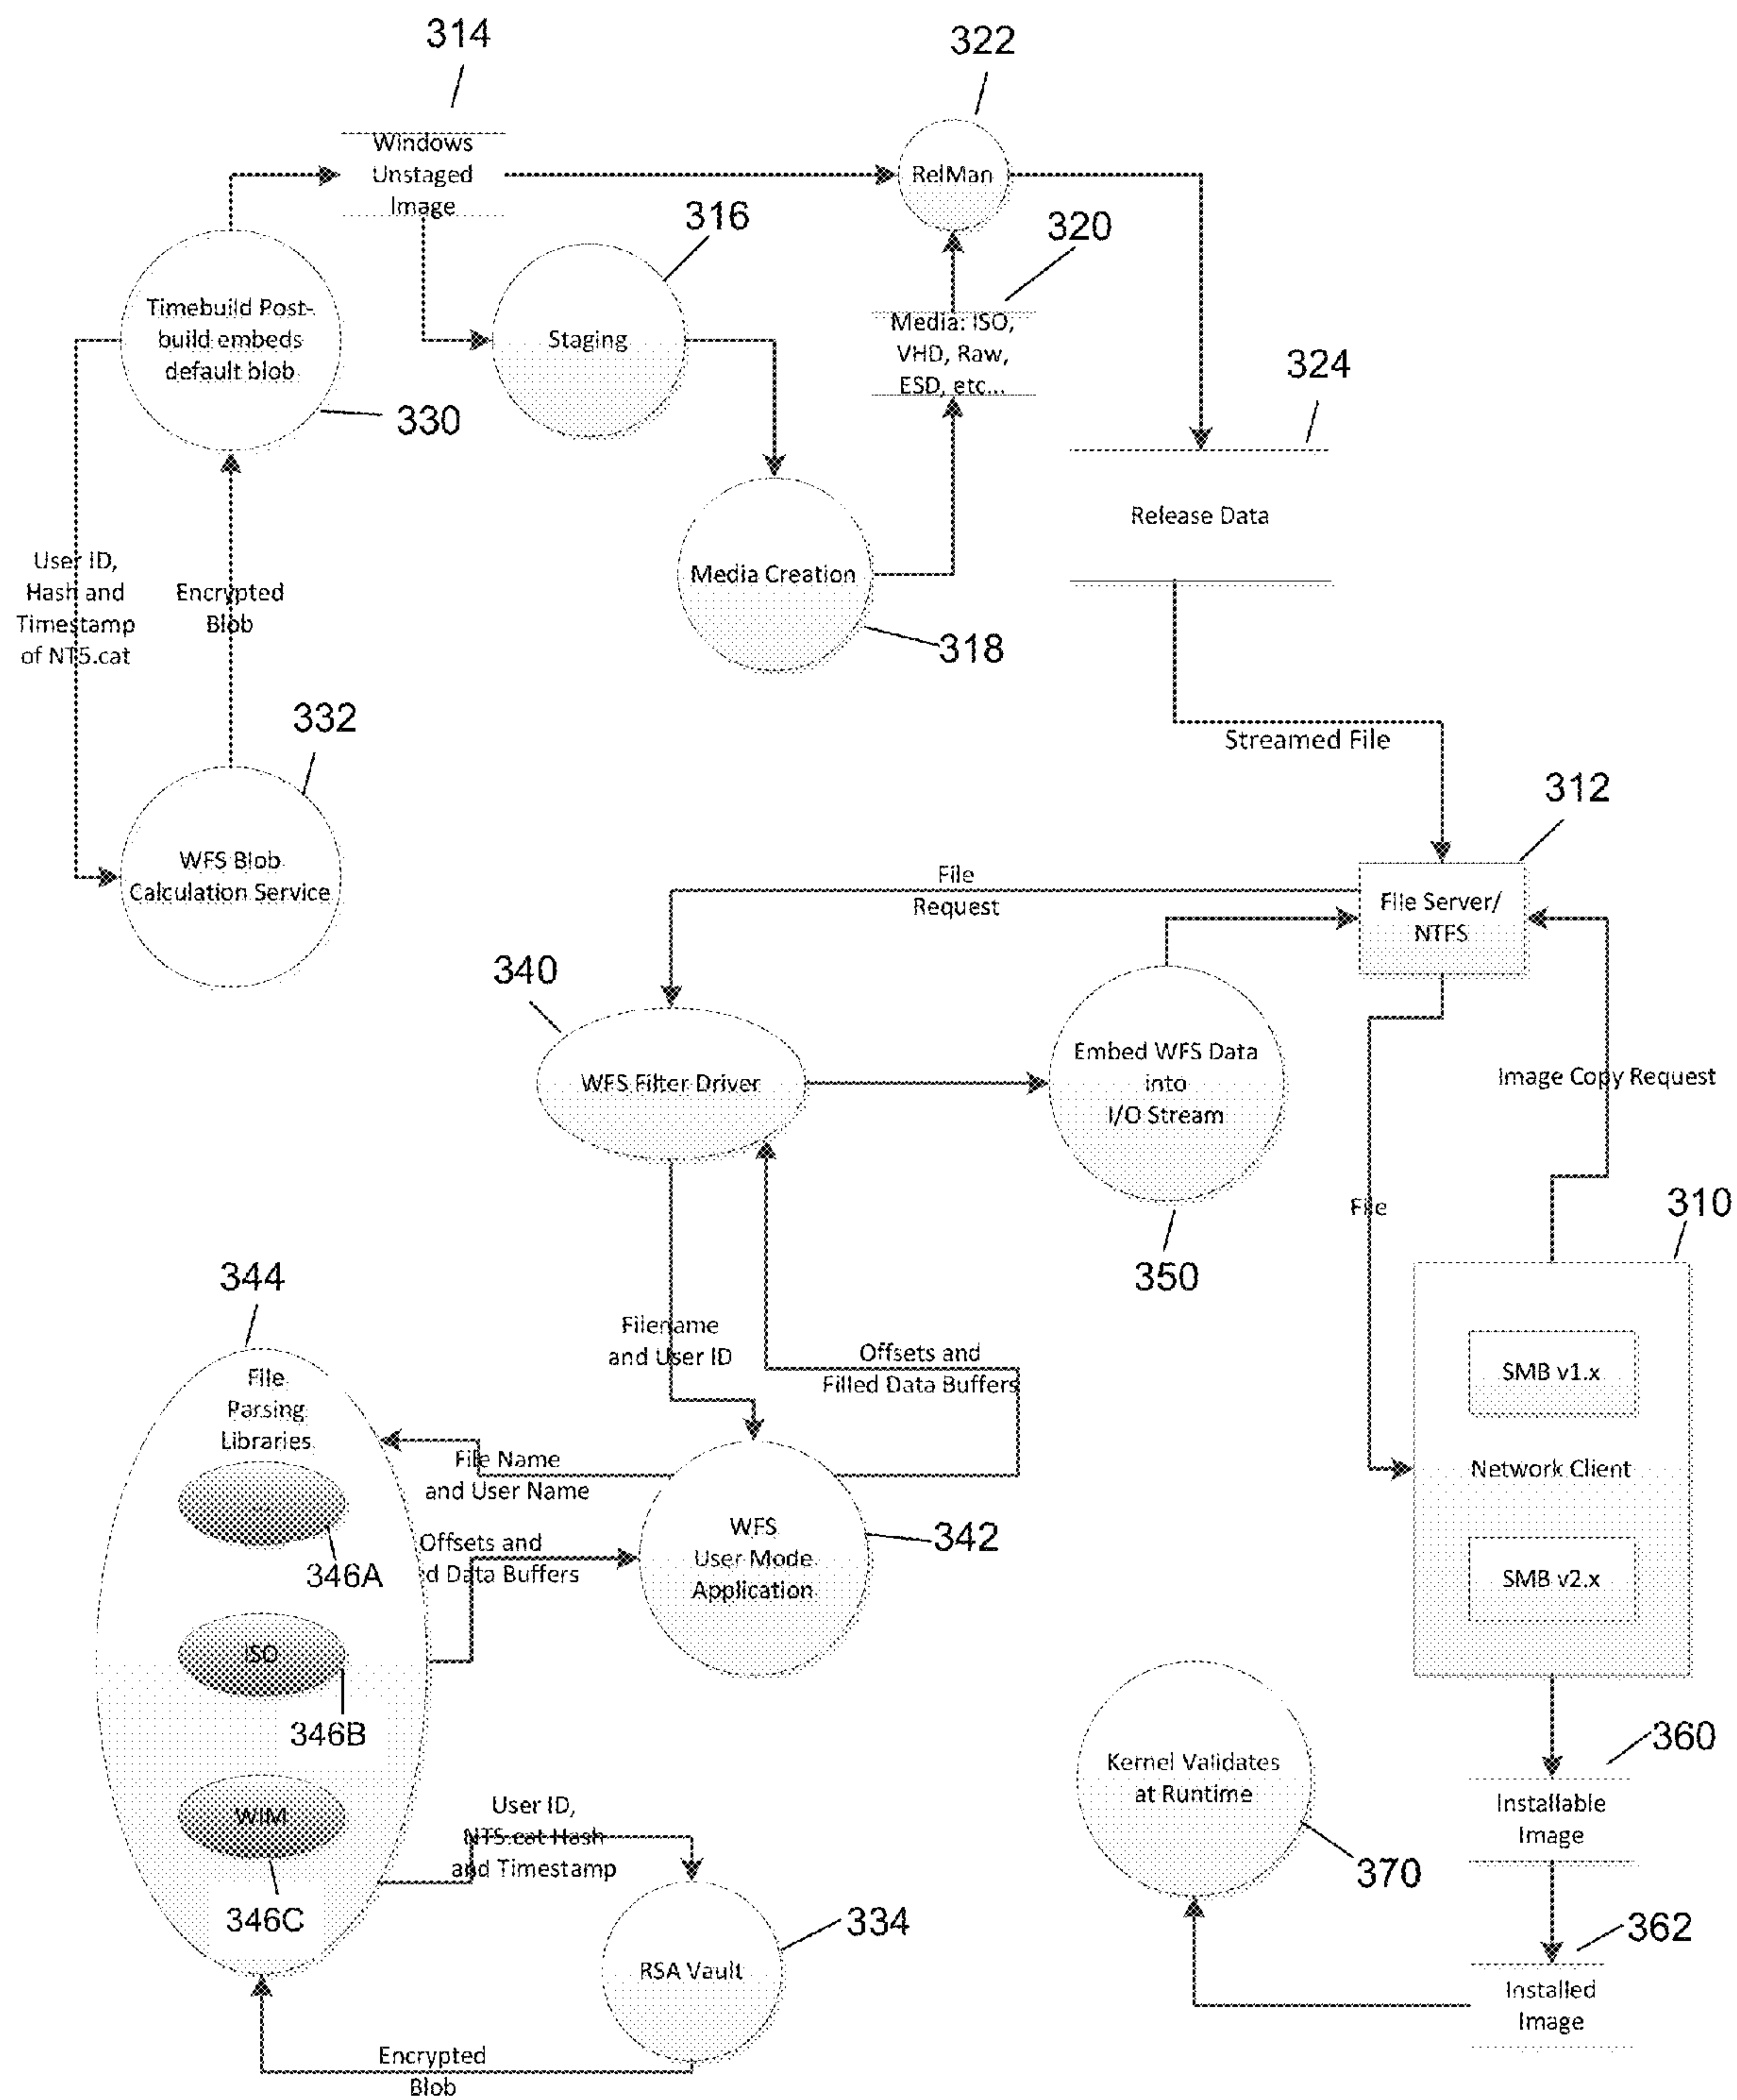 314
322
Windows
Unstaged
Image
RelMan
316
320
Timebuild Post-
build embeds
default blob
Staging
Media: ISO,
VHD, Raw,
ESD, etc...
324
330
Release Data
User ID,
Hash and
Timestamp
of NT5.cat
Encrypted
Blob
Media Creation
318
332
Streamed File
312
WFS Blob
Calculation Service
File
Request
File Server/
NTFS
340
WFS Filter Driver
Embed WFS Data
into
I/O Stream
Image Copy Request
File
310
350
344
Filename
and User ID
Offsets and
Filled Data Buffers
SMB v1.x
File
Parsing
Libraries
File Name
and User Name
Network Client
WFS
User Mode
Application
342
Offsets and
d Data Buffers
346A
SMB v2.x
ISO
346B
360
Kernel Validates
at Runtime
Installable
Image
WIM
User ID,
NT5.cat Hash
and Timestamp
370
346C
334
362
RSA Vault
Installed
Image
Encrypted
Blob